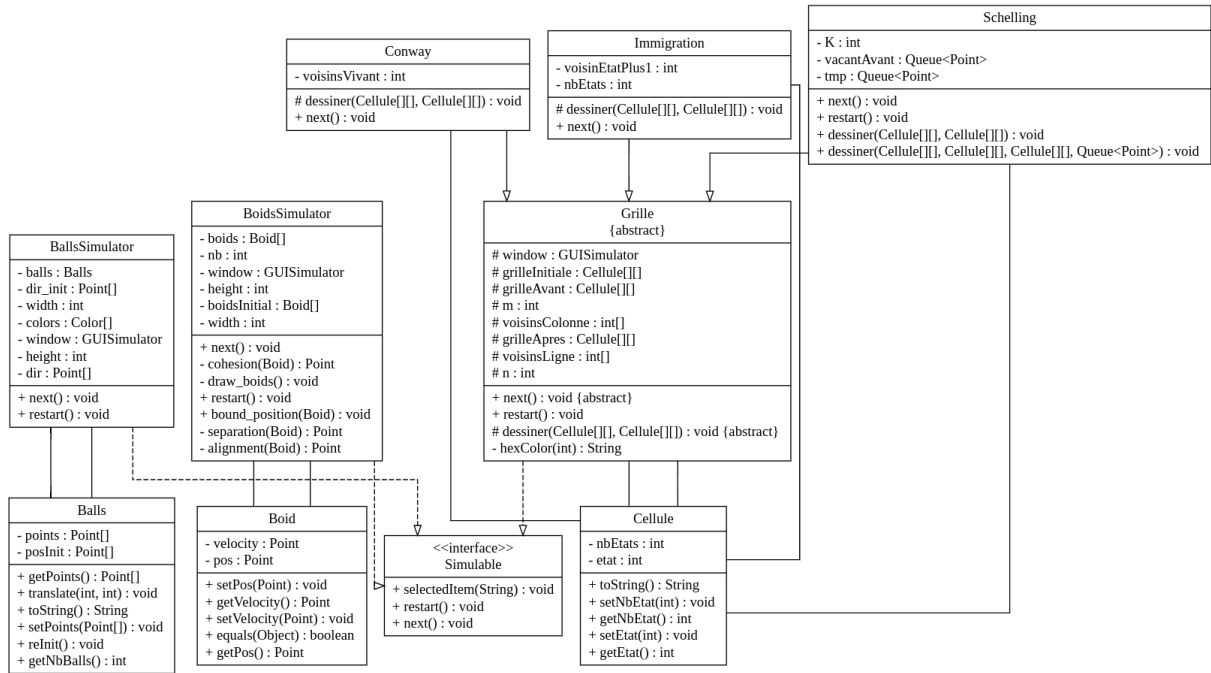 Schelling
- K : int
- vacantAvant : Queue<Point>
- tmp : Queue<Point>
+ next() : void
+ restart() : void
+ dessiner(Cellule[][], Cellule[][]) : void
+ dessiner(Cellule[][], Cellule[][], Cellule[][], Queue<Point>) : void
Immigration
- voisinEtatPlus1 : int
- nbEtats : int
# dessiner(Cellule[][], Cellule[][]) : void
+ next() : void
Conway
- voisinsVivant : int
# dessiner(Cellule[][], Cellule[][]) : void
+ next() : void
BoidsSimulator
- boids : Boid[]
- nb : int
- window : GUISimulator
- height : int
- boidsInitial : Boid[]
- width : int
+ next() : void
- cohesion(Boid) : Point
- draw_boids() : void
+ restart() : void
+ bound_position(Boid) : void
- separation(Boid) : Point
- alignment(Boid) : Point
Grille
{abstract}
# window : GUISimulator
# grilleInitiale : Cellule[][]
# grilleAvant : Cellule[][]
# m : int
# voisinsColonne : int[]
# grilleApres : Cellule[][]
# voisinsLigne : int[]
# n : int
+ next() : void {abstract}
+ restart() : void
# dessiner(Cellule[][], Cellule[][]) : void {abstract}
- hexColor(int) : String
BallsSimulator
- balls : Balls
- dir_init : Point[]
- width : int
- colors : Color[]
- window : GUISimulator
- height : int
- dir : Point[]
+ next() : void
+ restart() : void
Balls
- points : Point[]
- posInit : Point[]
+ getPoints() : Point[]
+ translate(int, int) : void
+ toString() : String
+ setPoints(Point[]) : void
+ reInit() : void
+ getNbBalls() : int
Boid
- velocity : Point
- pos : Point
+ setPos(Point) : void
+ getVelocity() : Point
+ setVelocity(Point) : void
+ equals(Object) : boolean
+ getPos() : Point
<<interface>>
Simulable
+ selectedItem(String) : void
+ restart() : void
+ next() : void
Cellule
- nbEtats : int
- etat : int
+ toString() : String
+ setNbEtat(int) : void
+ getNbEtat() : int
+ setEtat(int) : void
+ getEtat() : int